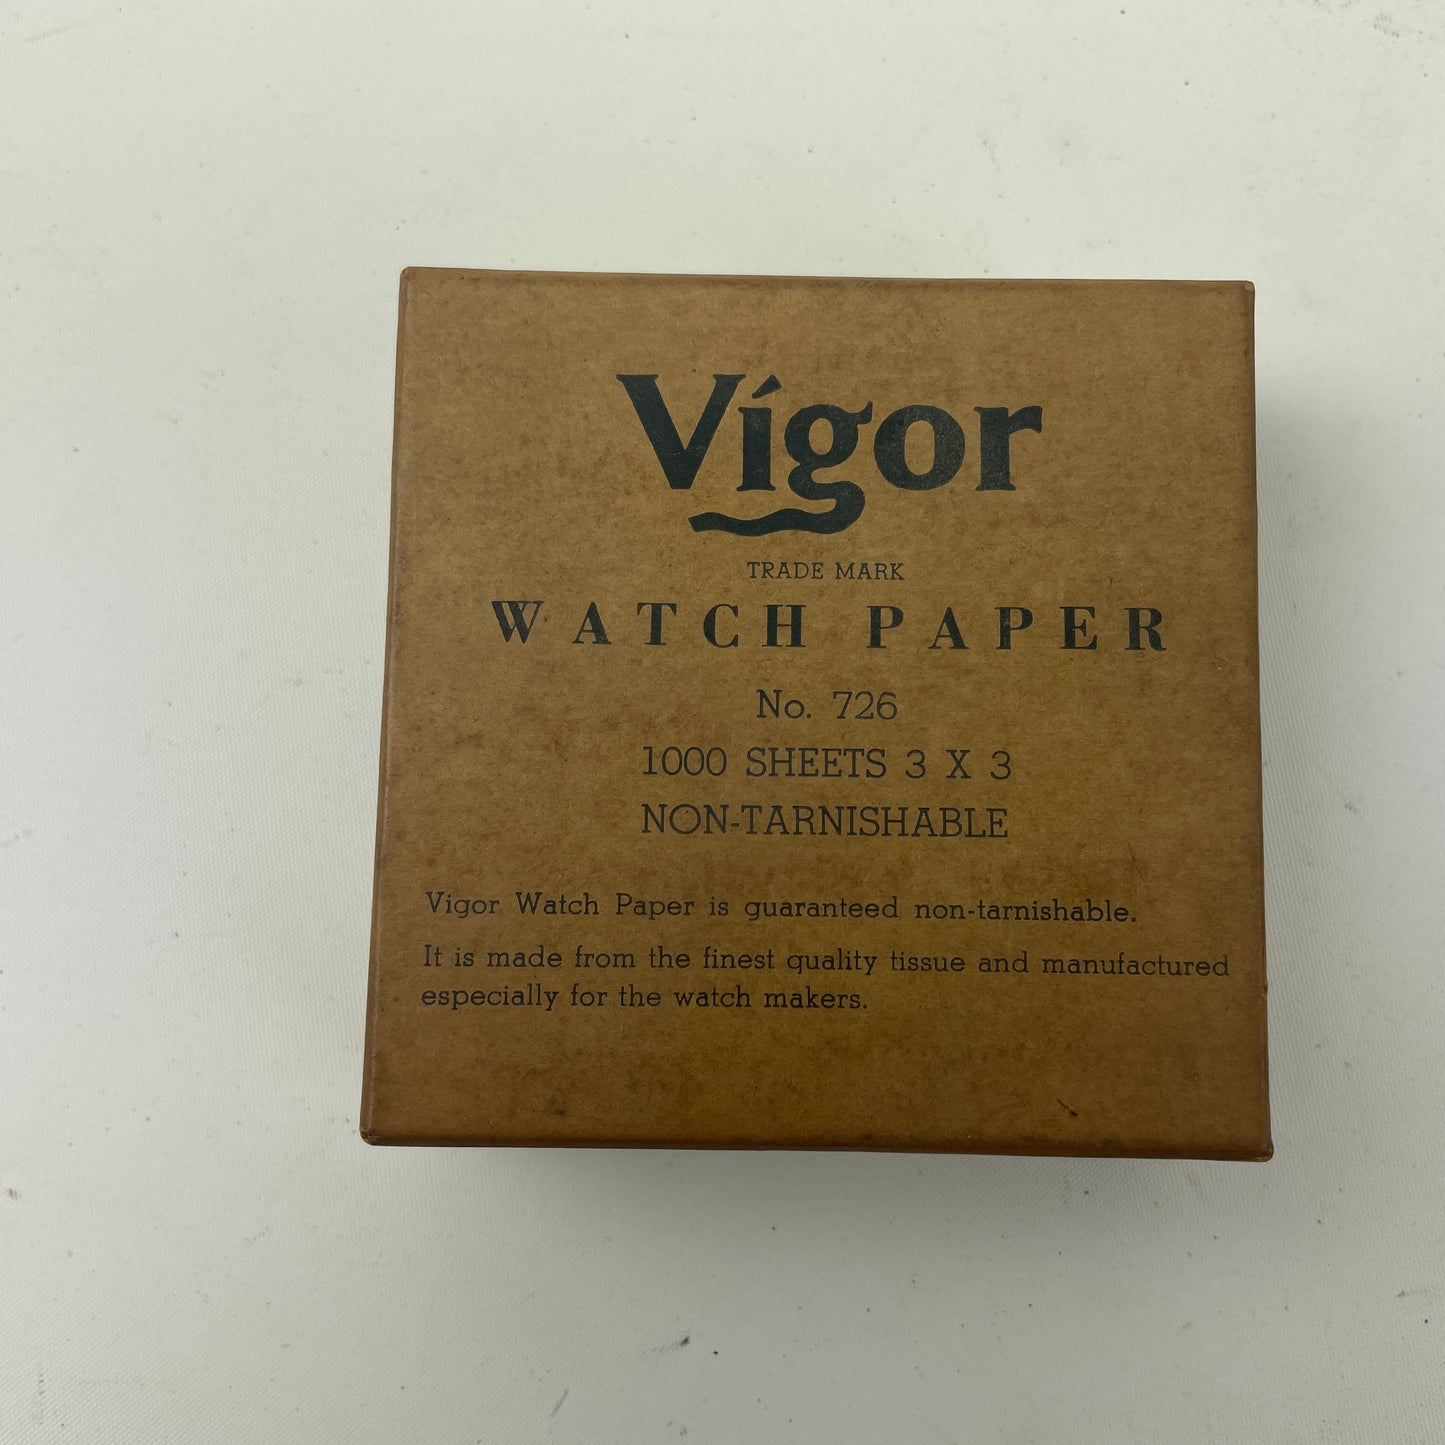 Vígor
TRADE MARK
WATCH PAPER
No. 726
1000 SHEETS 3 X 3
NON-TARNISHABLE
Vigor Watch Paper is guaranteed non-tarnishable.
It is made from the finest quality tissue and manufactured
especially for the watch makers.